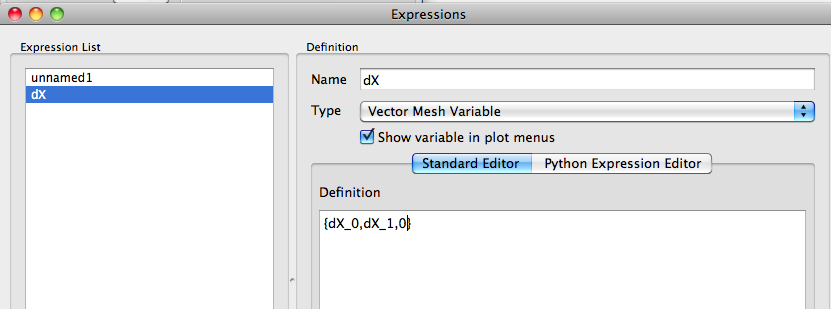 Expressions
Expression List
unnamed1
dX
Definition
Name dX
Type Vector Mesh Variable
Show variable in plot menus
Standard Editor Python Expression Editor
Definition
{dX_0,dX_1,0}